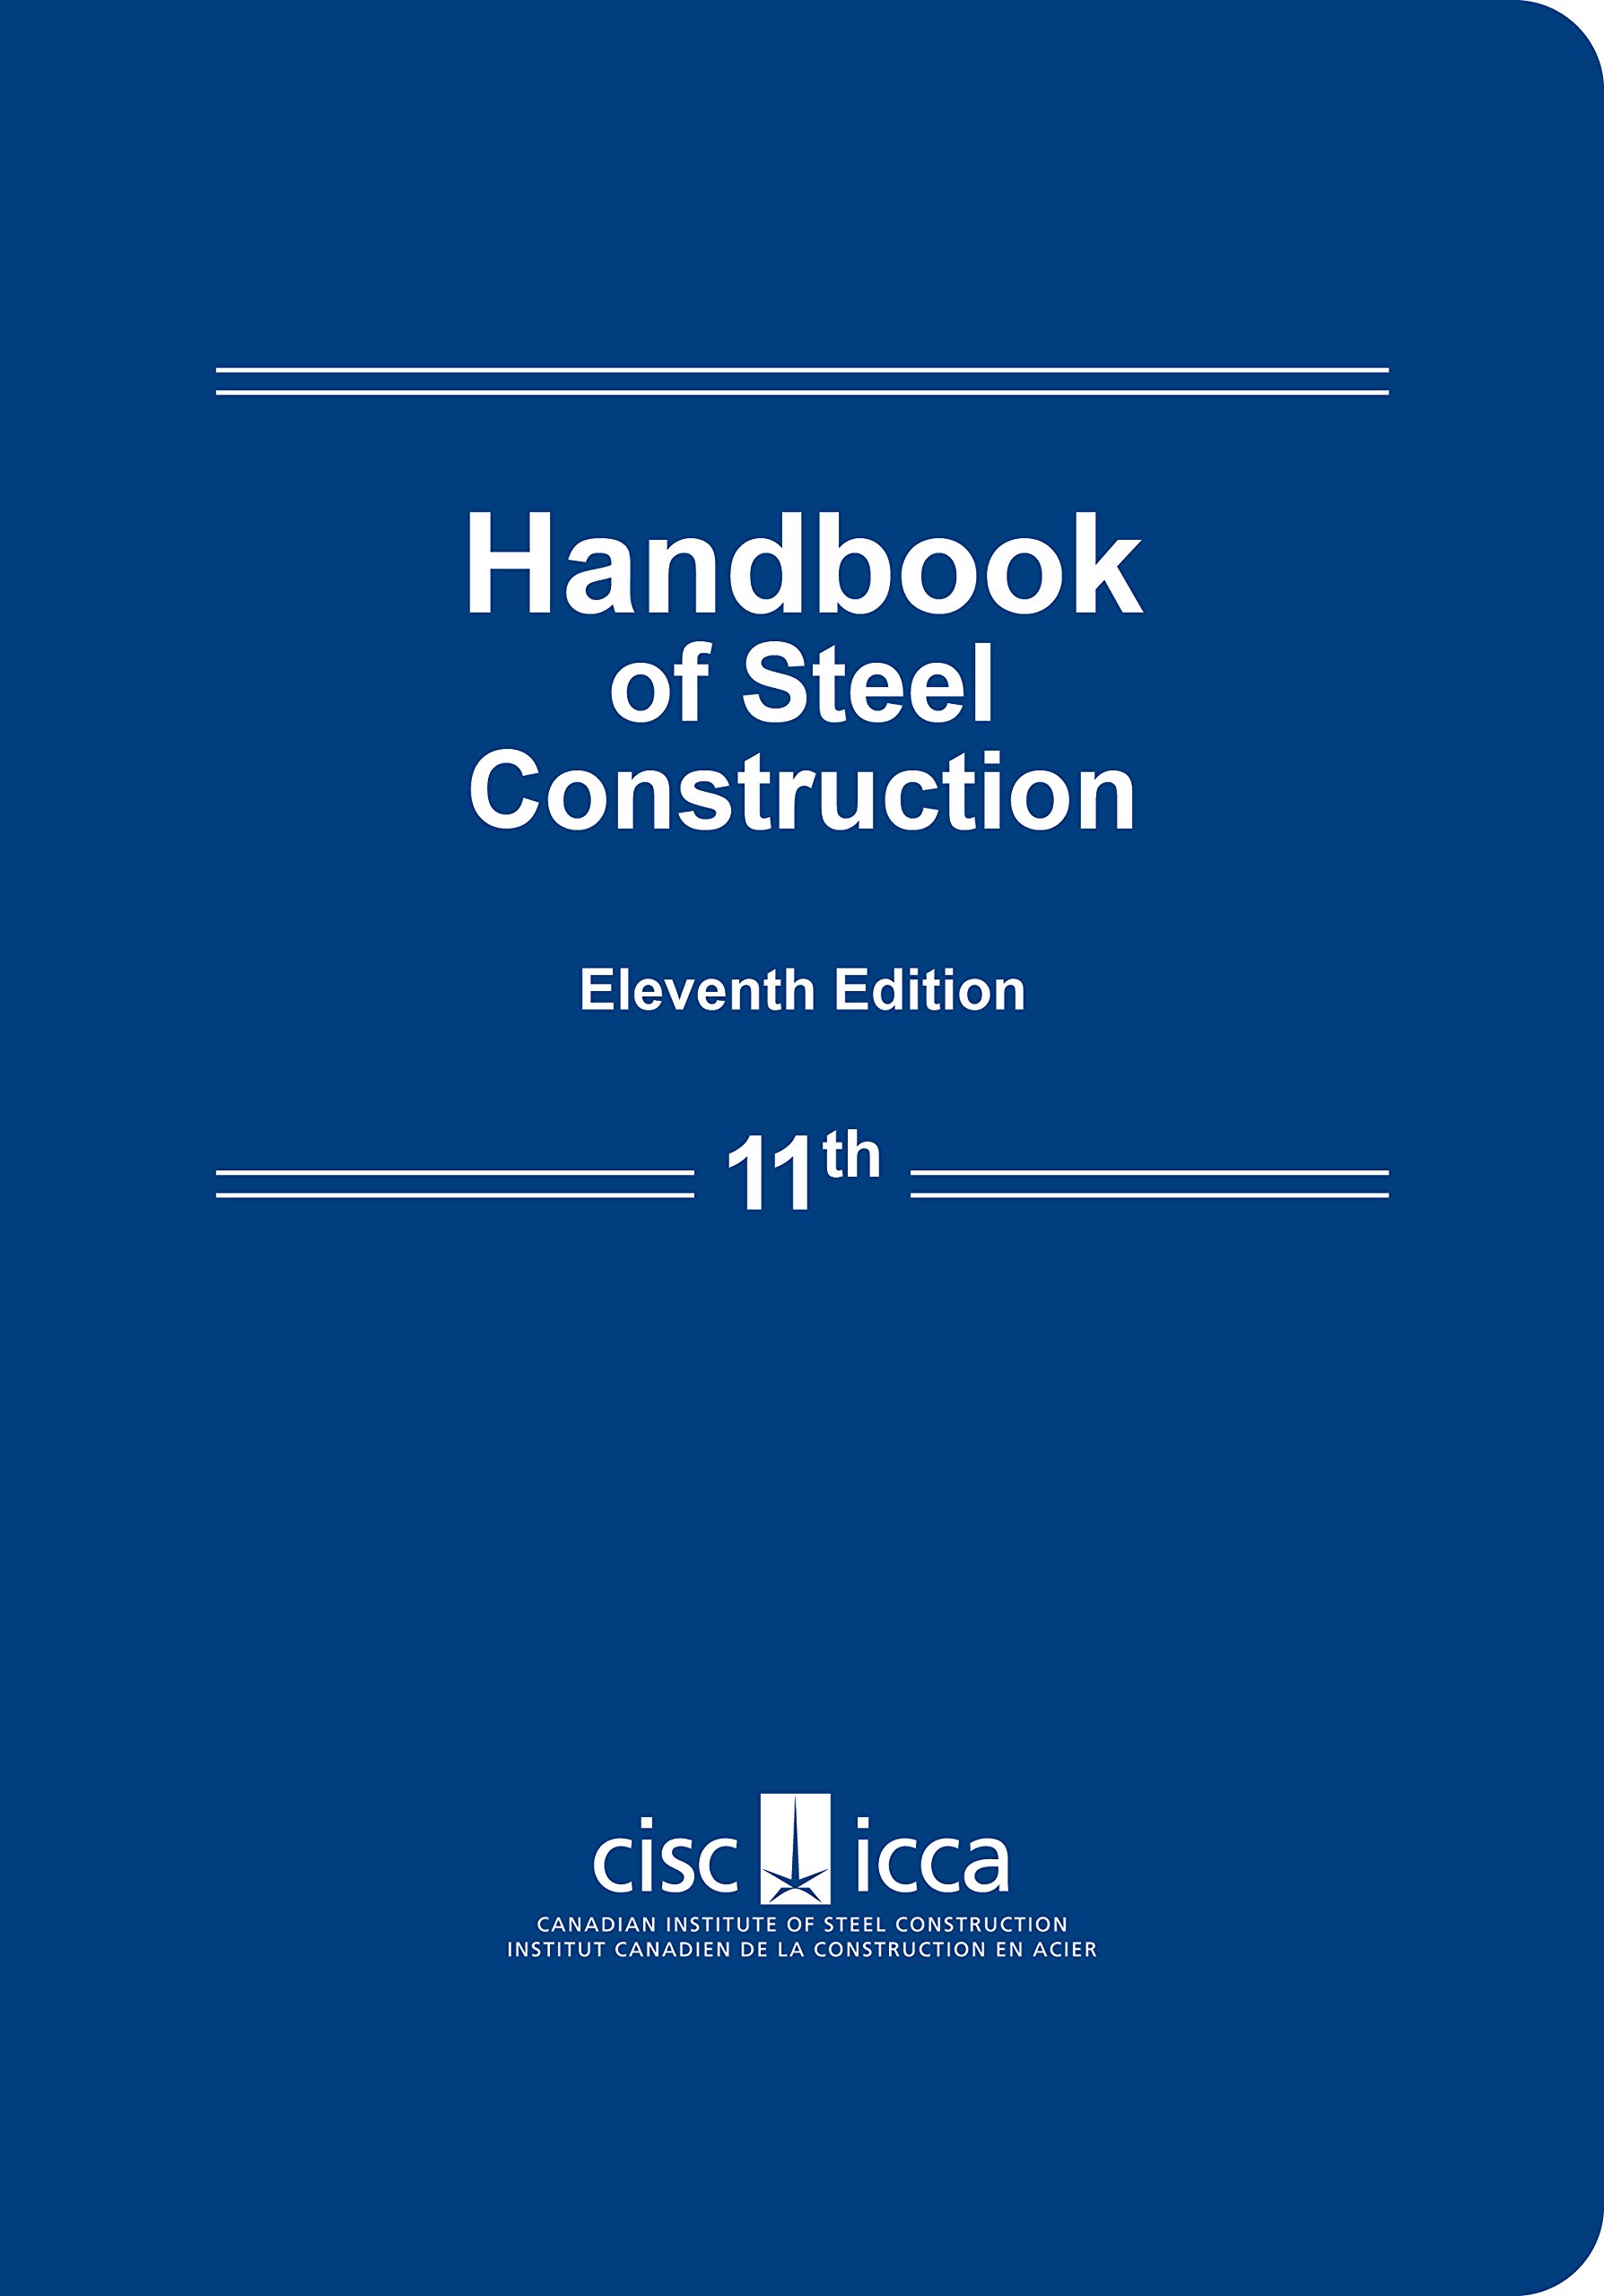 Handbook
of Steel
Construction
Eleventh Edition
11th
cisc icca
CANADIAN INSTITUTE OF STEEL CONSTRUCTION
INSTITUT CANADIEN DE LA CONSTRUCTION EN ACIER